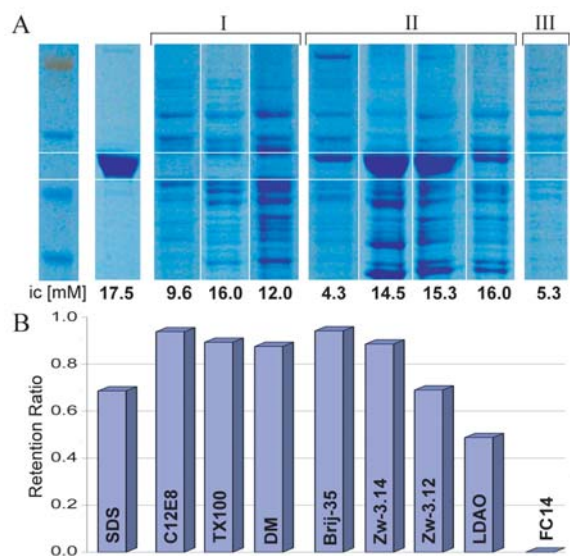 A I II III
ic [mM] 17.5 9.6 16.0 12.0 4.3 14.5 15.3 16.0 5.3
B
1.0
0.8
0.6
0.4
0.2
0.0
Retention Ratio
SDS C12E8 TX100 DM Brij-35 Zw-3.14 Zw-3.12 LDAO FC14